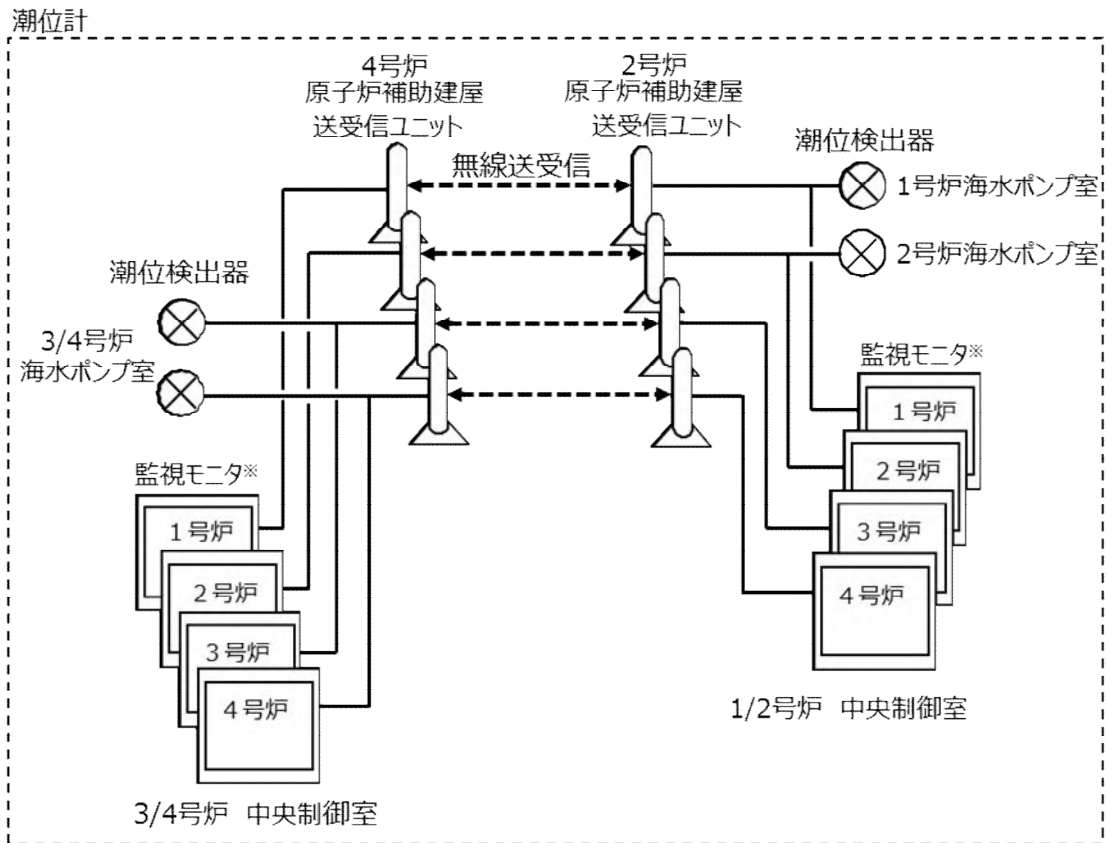 潮位計
4号炉
原子炉補助建屋
送受信ユニット
2号炉
原子炉補助建屋
送受信ユニット
無線送受信
潮位検出器
1号炉海水ポンプ室
2号炉海水ポンプ室
潮位検出器
3/4号炉
海水ポンプ室
監視モニタ※
1号炉
2号炉
3号炉
4号炉
1/2号炉 中央制御室
監視モニタ※
1号炉
2号炉
3号炉
4号炉
3/4号炉 中央制御室